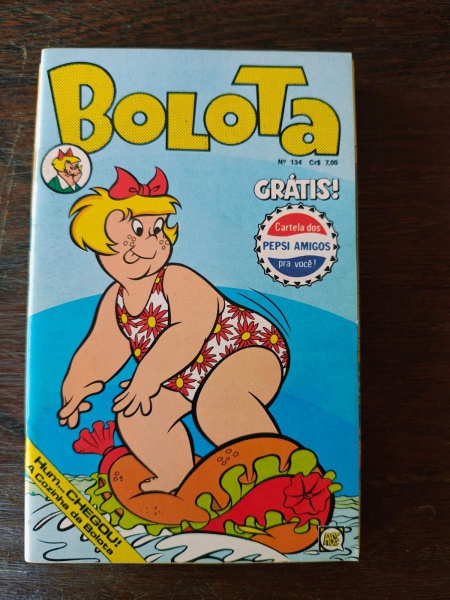 BOLOTA
Nº 134 Cr$ 7,00
GRÁTIS!
Cartela dos
PEPSI AMIGOS
pra você!
Hum... CHEGOU!
A Cozinha da Bolota